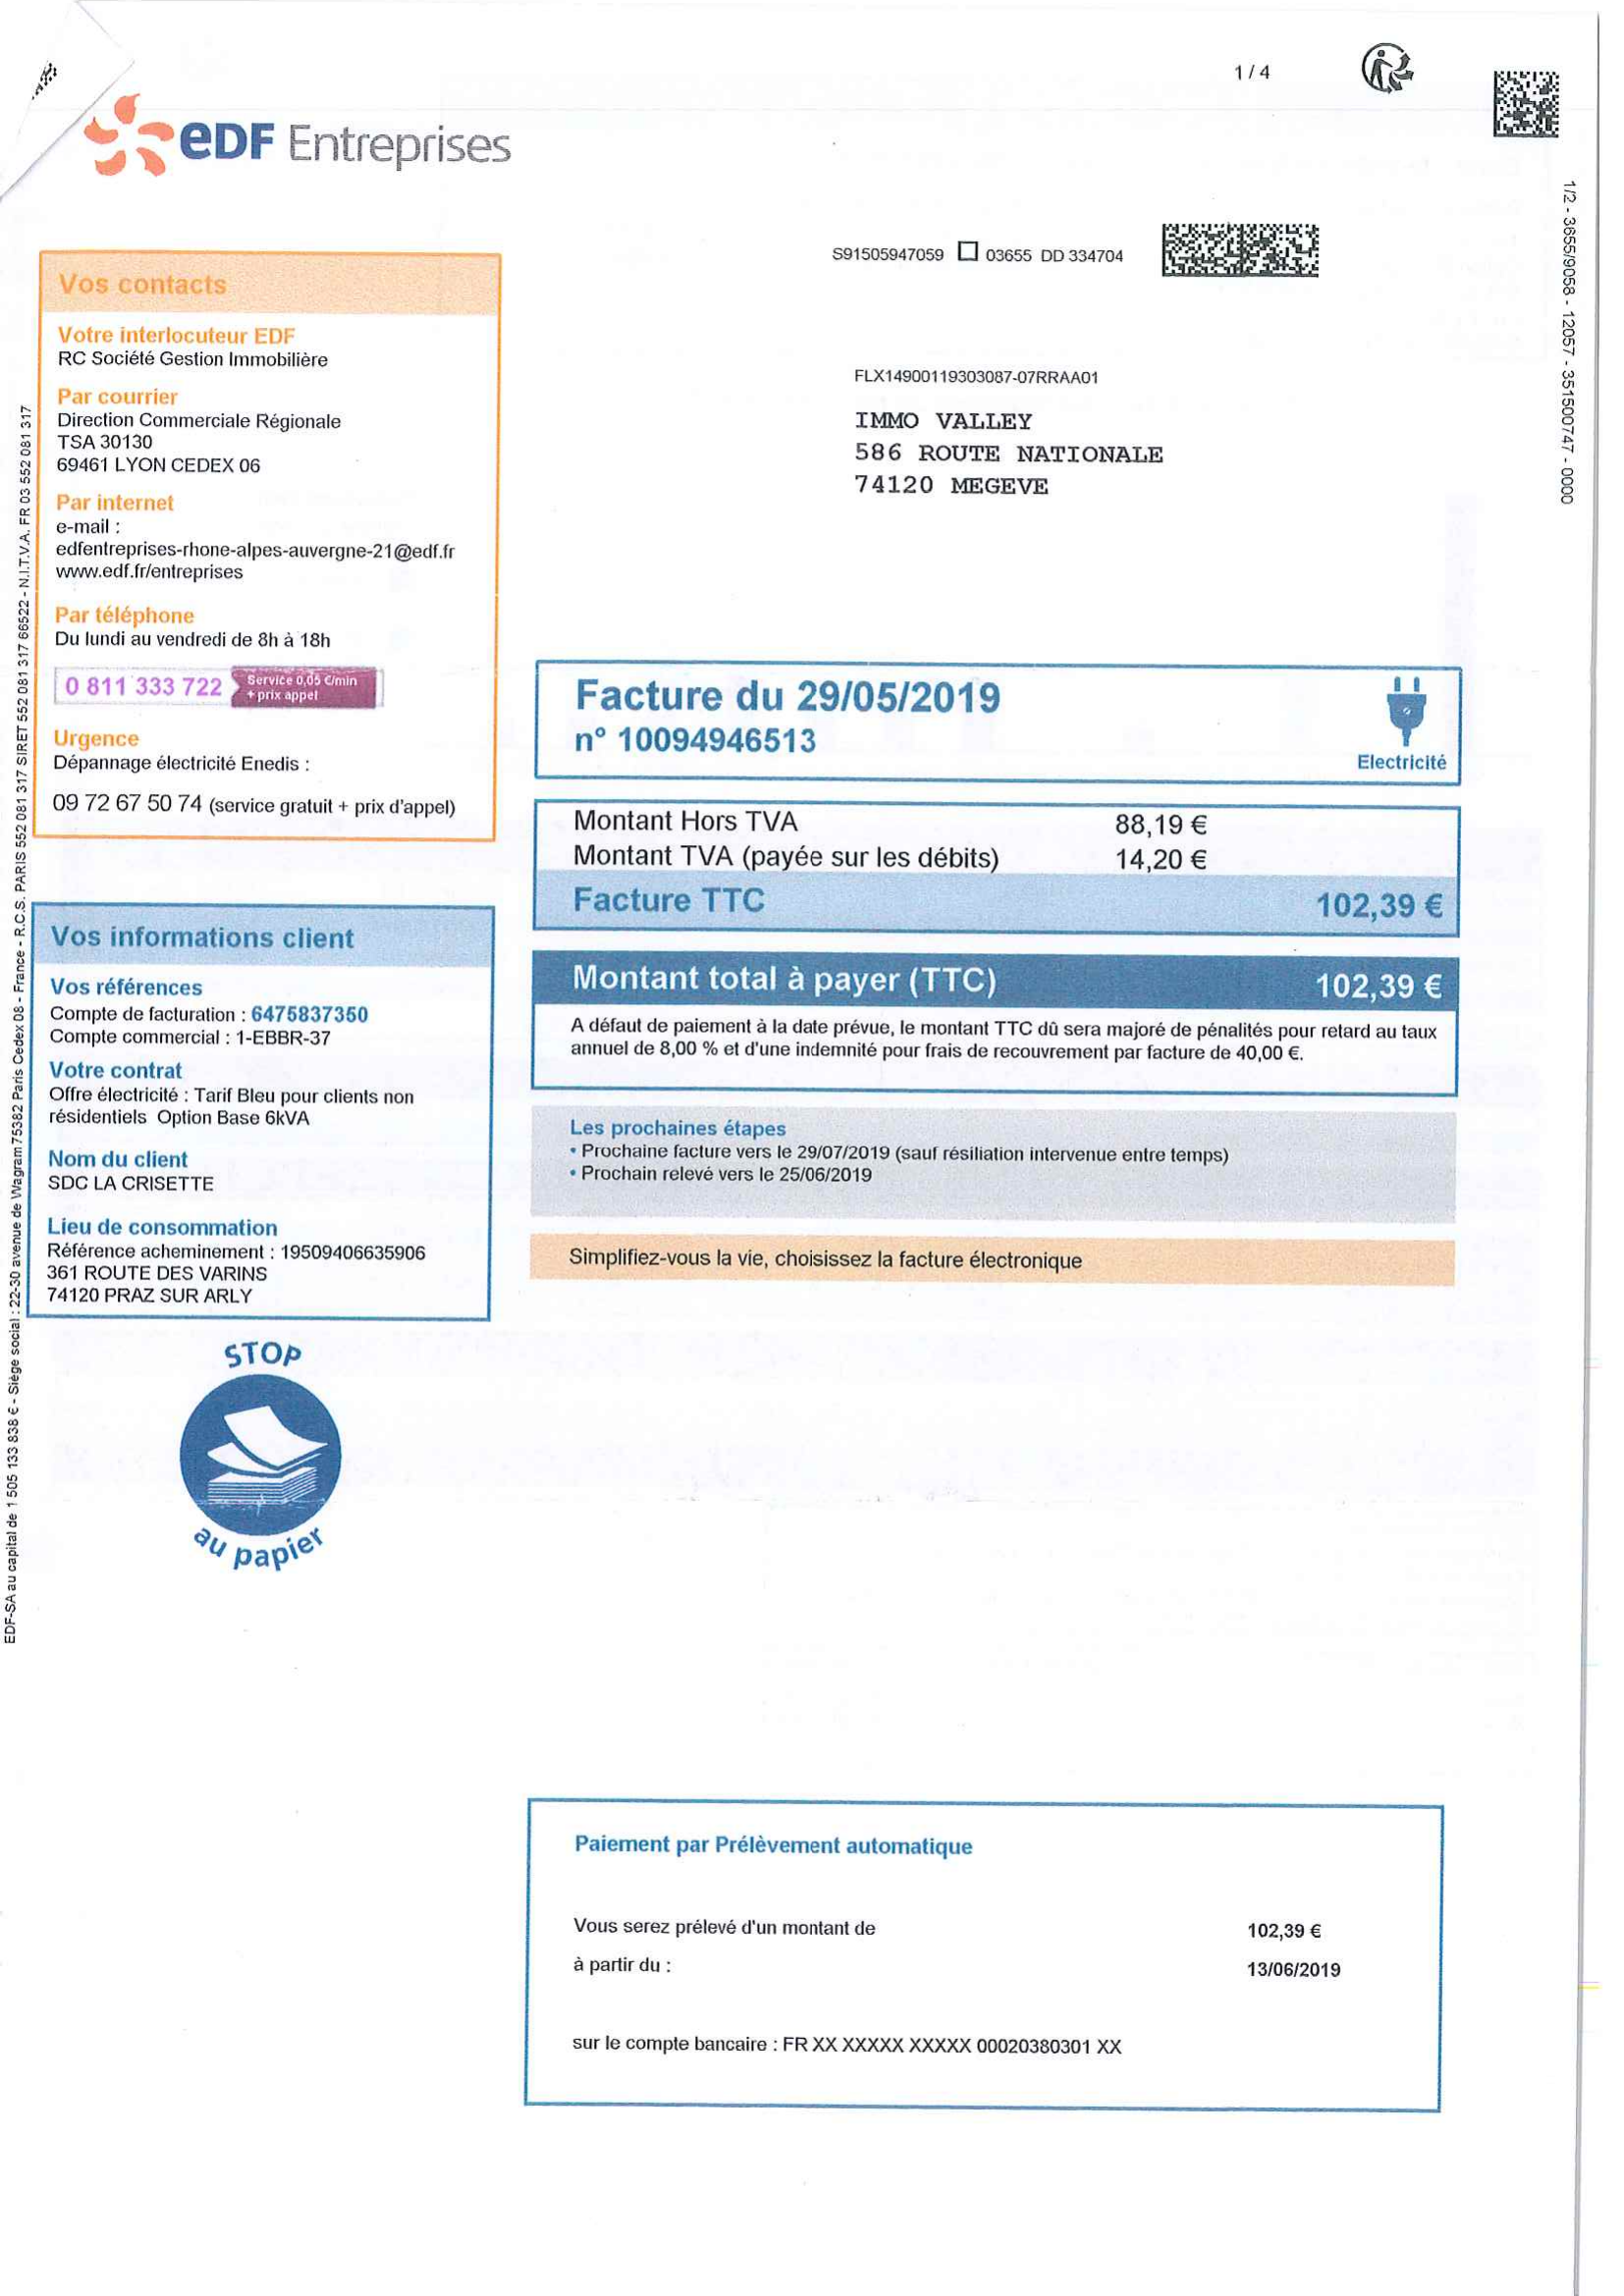 1 / 4
eDF Entreprises
S91505947059 03655 DD 334704
1/2 - 3655/9058 - 12057 - 351500747 - 0000
Vos contacts
Votre interlocuteur EDF
RC Société Gestion Immobilière
Par courrier
Direction Commerciale Régionale
TSA 30130
69461 LYON CEDEX 06
Par internet
e-mail :
edfentreprises-rhone-alpes-auvergne-21@edf.fr
www.edf.fr/entreprises
Par téléphone
Du lundi au vendredi de 8h à 18h
0 811 333 722 Service 0,05 €/min
+ prix appel
Urgence
Dépannage électricité Enedis :
09 72 67 50 74 (service gratuit + prix d'appel)
FLX14900119303087-07RRAA01
IMMO VALLEY
586 ROUTE NATIONALE
74120 MEGEVE
Facture du 29/05/2019
n° 10094946513
Electricité
Montant Hors TVA 88,19 €
Montant TVA (payée sur les débits) 14,20 €
Facture TTC 102,39 €
Montant total à payer (TTC) 102,39 €
A défaut de paiement à la date prévue, le montant TTC dû sera majoré de pénalités pour retard au taux
annuel de 8,00 % et d'une indemnité pour frais de recouvrement par facture de 40,00 €.
Les prochaines étapes
• Prochaine facture vers le 29/07/2019 (sauf résiliation intervenue entre temps)
• Prochain relevé vers le 25/06/2019
Simplifiez-vous la vie, choisissez la facture électronique
Vos informations client
Vos références
Compte de facturation : 6475837350
Compte commercial : 1-EBBR-37
Votre contrat
Offre électricité : Tarif Bleu pour clients non
résidentiels Option Base 6kVA
Nom du client
SDC LA CRISETTE
Lieu de consommation
Référence acheminement : 19509406635906
361 ROUTE DES VARINS
74120 PRAZ SUR ARLY
STOP
au papier
EDF-SA au capital de 1 505 133 838 € - Siège social : 22-30 avenue de Wagram 75382 Paris Cedex 08 - France - R.C.S. PARIS 552 081 317 SIRET 552 081 317 66522 - N.I.T.V.A. FR 03 552 081 317
Paiement par Prélèvement automatique
Vous serez prélevé d'un montant de 102,39 €
à partir du : 13/06/2019
sur le compte bancaire : FR XX XXXXX XXXXX 00020380301 XX